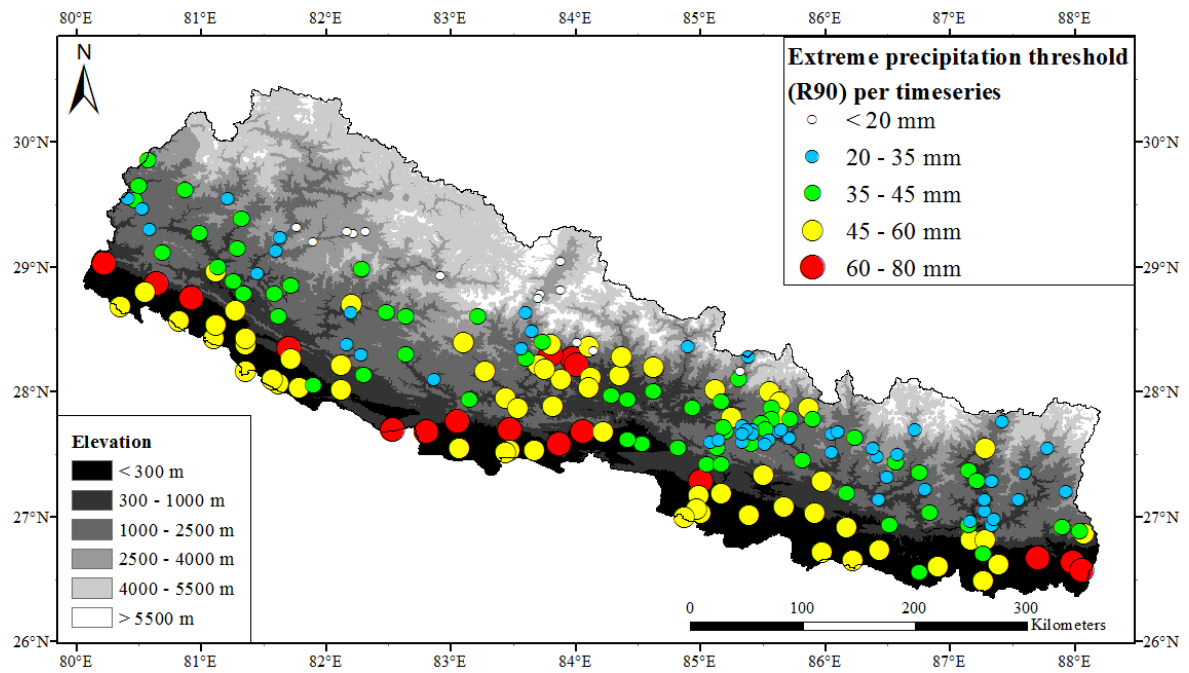 80°E 81°E 82°E 83°E 84°E 85°E 86°E 87°E 88°E
N
Extreme precipitation threshold
(R90) per timeseries
< 20 mm
20 - 35 mm
35 - 45 mm
45 - 60 mm
60 - 80 mm
30°N 30°N
29°N 29°N
28°N 28°N
27°N 27°N
26°N 26°N
Elevation
< 300 m
300 - 1000 m
1000 - 2500 m
2500 - 4000 m
4000 - 5500 m
> 5500 m
0 100 200 300
Kilometers
80°E 81°E 82°E 83°E 84°E 85°E 86°E 87°E 88°E